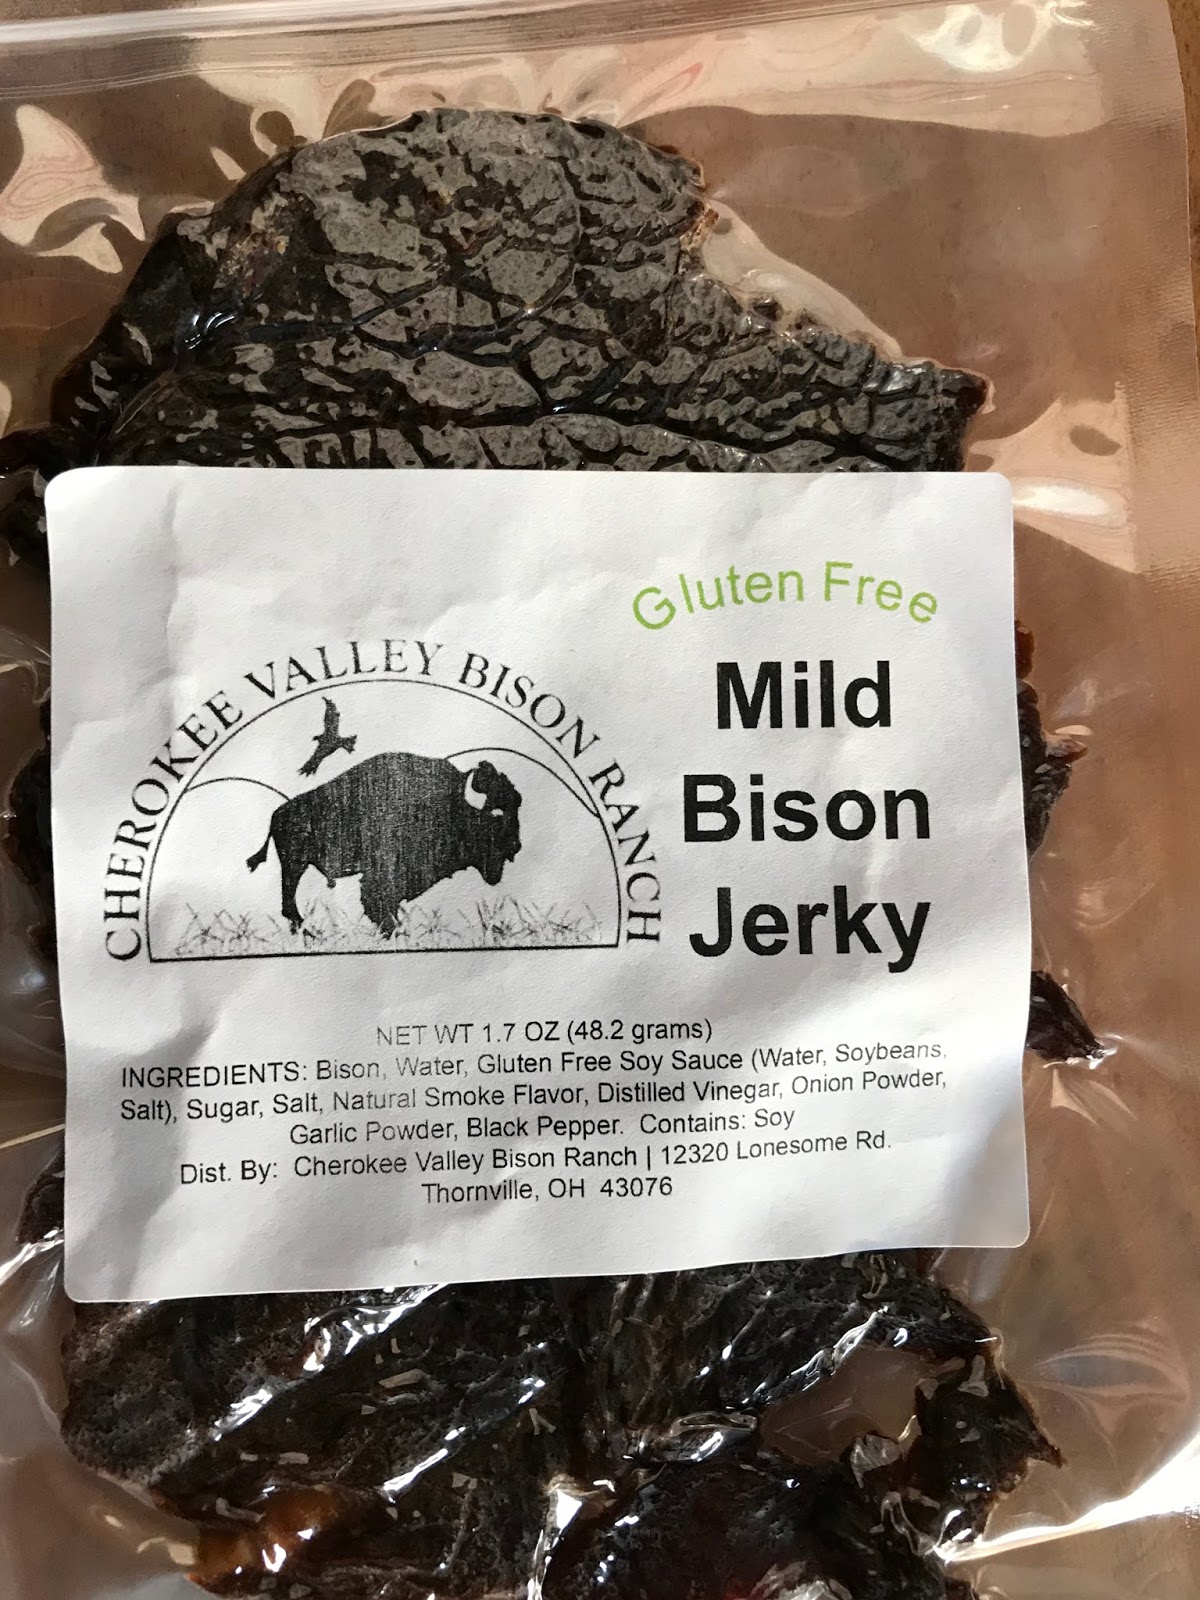 Gluten Free
CHEROKEE VALLEY BISON RANCH
Mild
Bison
Jerky
NET WT 1.7 OZ (48.2 grams)
INGREDIENTS: Bison, Water, Gluten Free Soy Sauce (Water, Soybeans,
Salt), Sugar, Salt, Natural Smoke Flavor, Distilled Vinegar, Onion Powder,
Garlic Powder, Black Pepper.  Contains: Soy
Dist. By:  Cherokee Valley Bison Ranch | 12320 Lonesome Rd.
Thornville, OH  43076